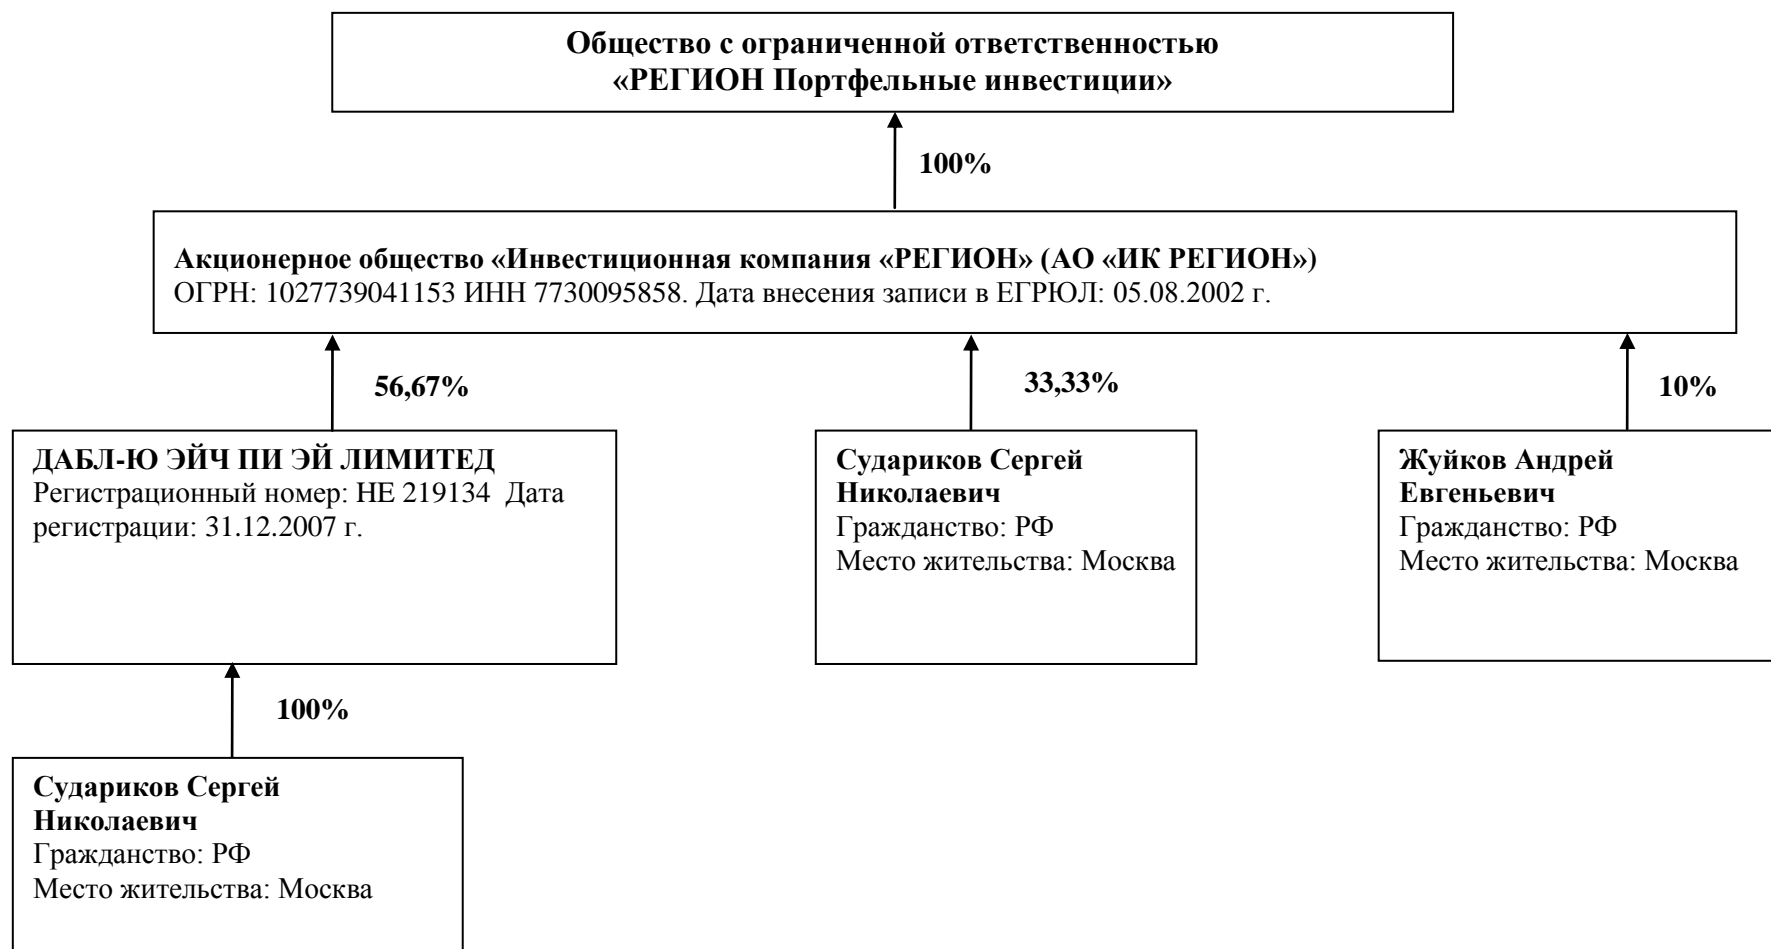 Общество с ограниченной ответственностью
«РЕГИОН Портфельные инвестиции»
100%
Акционерное общество «Инвестиционная компания «РЕГИОН» (АО «ИК РЕГИОН»)
ОГРН: 1027739041153 ИНН 7730095858. Дата внесения записи в ЕГРЮЛ: 05.08.2002 г.
56,67%
33,33%
10%
ДАБЛ-Ю ЭЙЧ ПИ ЭЙ ЛИМИТЕД
Регистрационный номер: НЕ 219134 Дата
регистрации: 31.12.2007 г.
Судариков Сергей
Николаевич
Гражданство: РФ
Место жительства: Москва
Жуйков Андрей
Евгеньевич
Гражданство: РФ
Место жительства: Москва
100%
Судариков Сергей
Николаевич
Гражданство: РФ
Место жительства: Москва